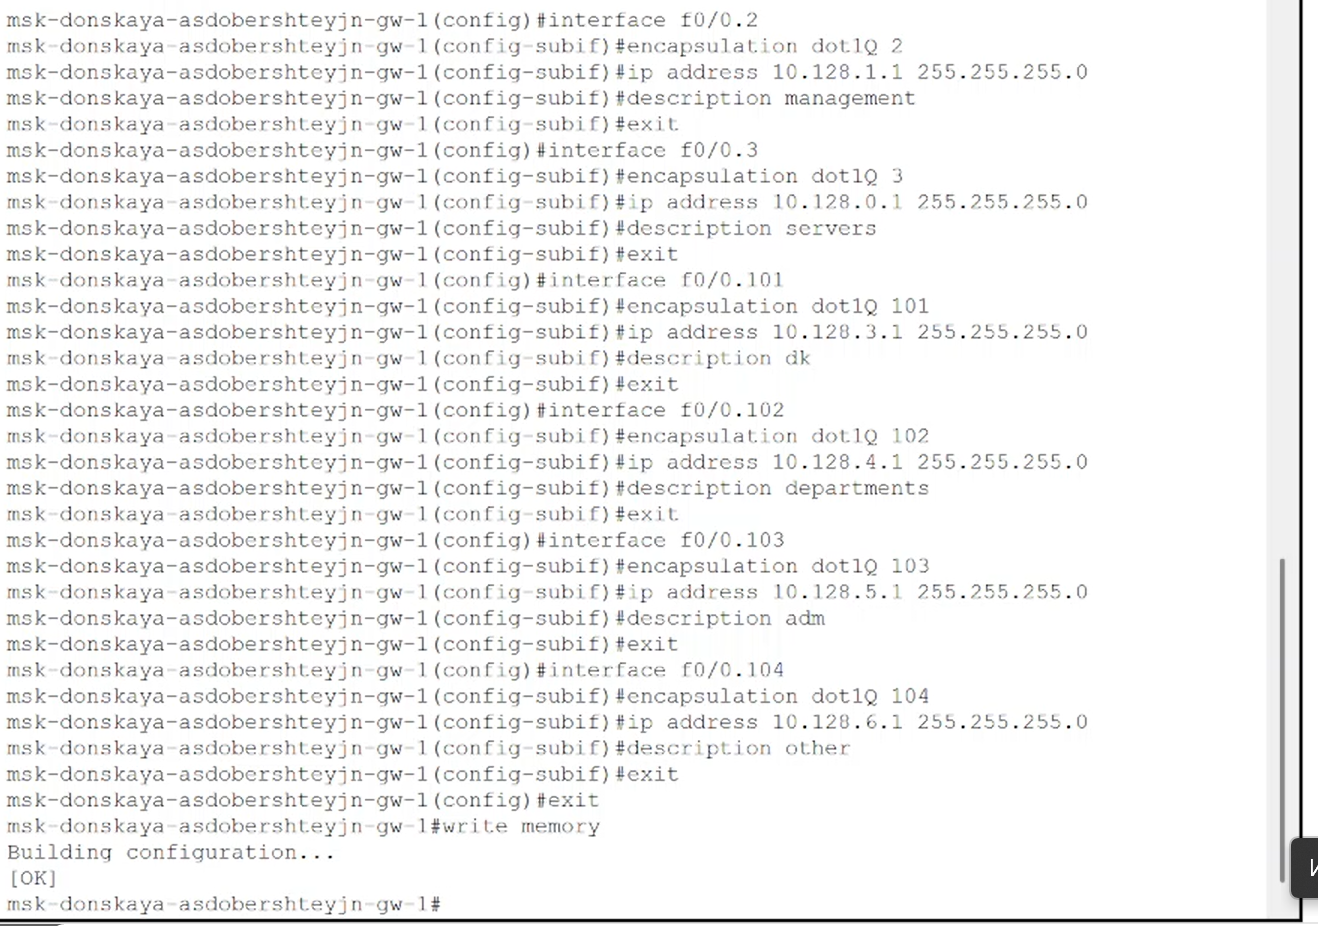 msk-donskaya-asdobershteyjn-gw-1(config)#interface f0/0.2
msk-donskaya-asdobershteyjn-gw-1(config-subif)#encapsulation dot1Q 2
msk-donskaya-asdobershteyjn-gw-1(config-subif)#ip address 10.128.1.1 255.255.255.0
msk-donskaya-asdobershteyjn-gw-1(config-subif)#description management
msk-donskaya-asdobershteyjn-gw-1(config-subif)#exit
msk-donskaya-asdobershteyjn-gw-1(config)#interface f0/0.3
msk-donskaya-asdobershteyjn-gw-1(config-subif)#encapsulation dot1Q 3
msk-donskaya-asdobershteyjn-gw-1(config-subif)#ip address 10.128.0.1 255.255.255.0
msk-donskaya-asdobershteyjn-gw-1(config-subif)#description servers
msk-donskaya-asdobershteyjn-gw-1(config-subif)#exit
msk-donskaya-asdobershteyjn-gw-1(config)#interface f0/0.101
msk-donskaya-asdobershteyjn-gw-1(config-subif)#encapsulation dot1Q 101
msk-donskaya-asdobershteyjn-gw-1(config-subif)#ip address 10.128.3.1 255.255.255.0
msk-donskaya-asdobershteyjn-gw-1(config-subif)#description dk
msk-donskaya-asdobershteyjn-gw-1(config-subif)#exit
msk-donskaya-asdobershteyjn-gw-1(config)#interface f0/0.102
msk-donskaya-asdobershteyjn-gw-1(config-subif)#encapsulation dot1Q 102
msk-donskaya-asdobershteyjn-gw-1(config-subif)#ip address 10.128.4.1 255.255.255.0
msk-donskaya-asdobershteyjn-gw-1(config-subif)#description departments
msk-donskaya-asdobershteyjn-gw-1(config-subif)#exit
msk-donskaya-asdobershteyjn-gw-1(config)#interface f0/0.103
msk-donskaya-asdobershteyjn-gw-1(config-subif)#encapsulation dot1Q 103
msk-donskaya-asdobershteyjn-gw-1(config-subif)#ip address 10.128.5.1 255.255.255.0
msk-donskaya-asdobershteyjn-gw-1(config-subif)#description adm
msk-donskaya-asdobershteyjn-gw-1(config-subif)#exit
msk-donskaya-asdobershteyjn-gw-1(config)#interface f0/0.104
msk-donskaya-asdobershteyjn-gw-1(config-subif)#encapsulation dot1Q 104
msk-donskaya-asdobershteyjn-gw-1(config-subif)#ip address 10.128.6.1 255.255.255.0
msk-donskaya-asdobershteyjn-gw-1(config-subif)#description other
msk-donskaya-asdobershteyjn-gw-1(config-subif)#exit
msk-donskaya-asdobershteyjn-gw-1(config)#exit
msk-donskaya-asdobershteyjn-gw-1#write memory
Building configuration...
[OK]
msk-donskaya-asdobershteyjn-gw-1#